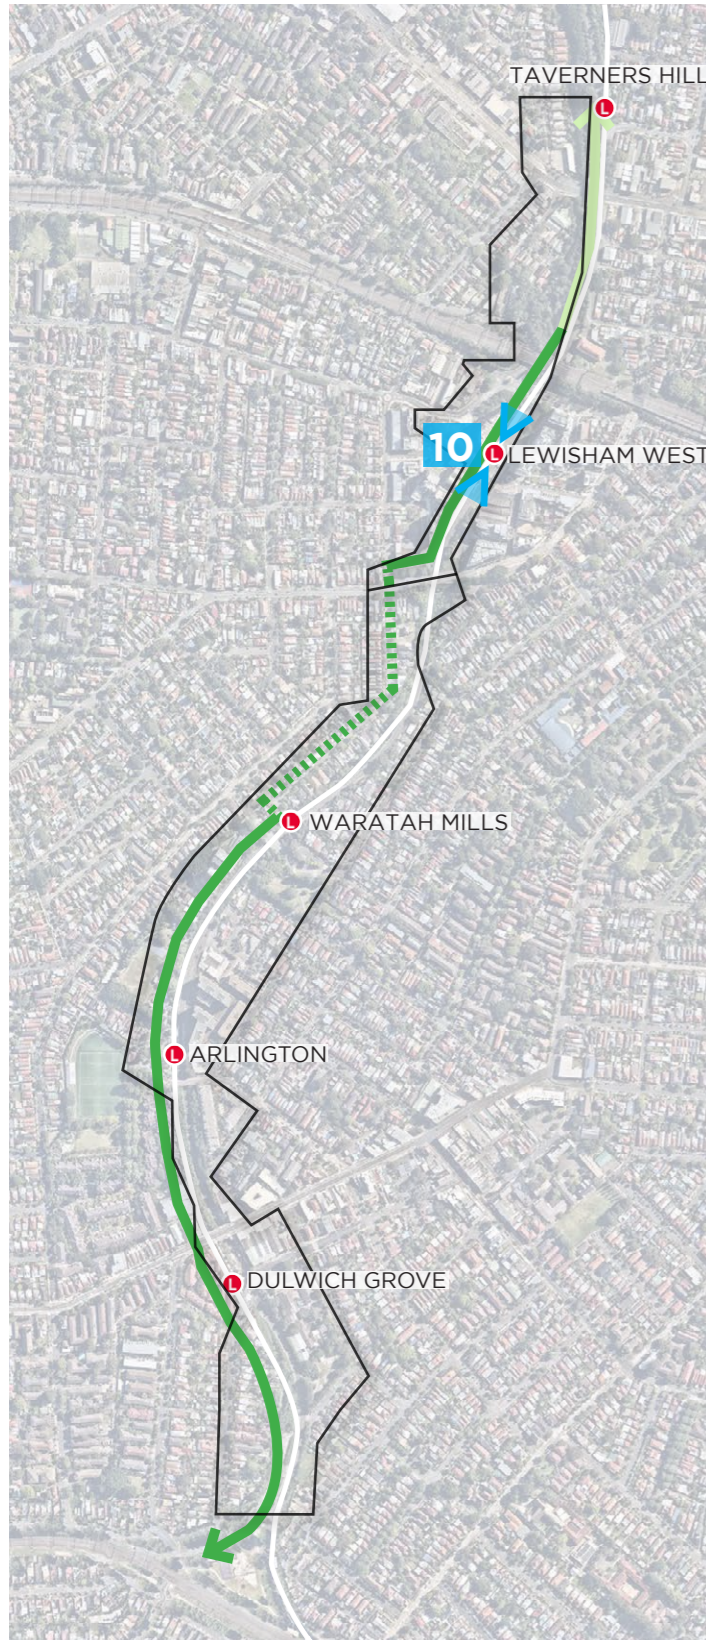 TAVERNERS HILL
L
10
L LEWISHAM WEST
L WARATAH MILLS
L ARLINGTON
L DULWICH GROVE